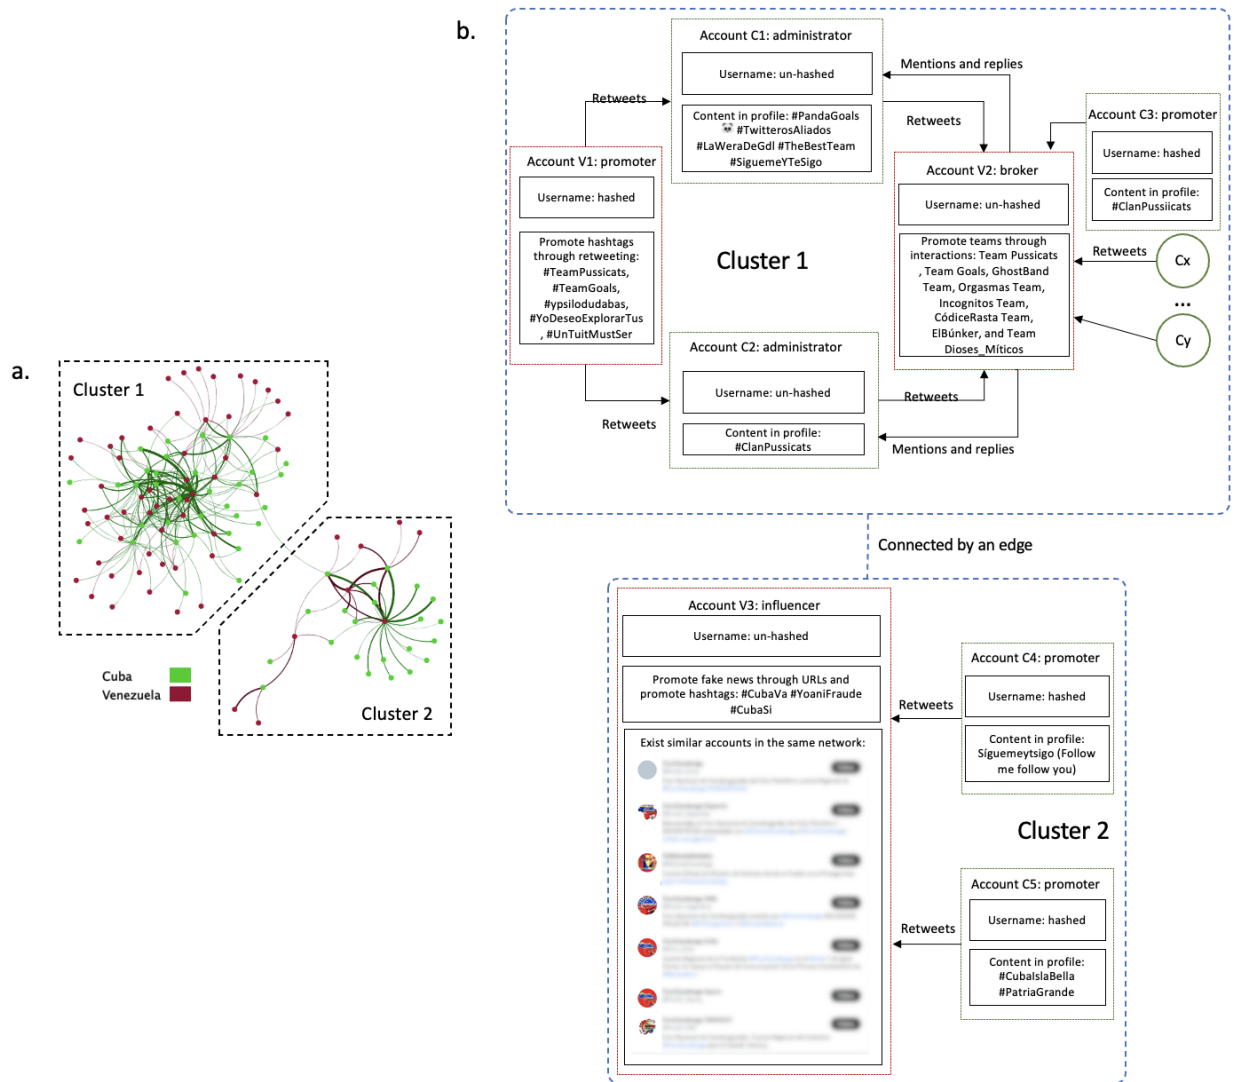 a.
Cluster 1
Cuba
Venezuela
Cluster 2
b.
Account C1: administrator
Username: un-hashed
Content in profile: #PandaGoals
🐼 #TwitterosAliados
#LaWeraDeGdl #TheBestTeam
#SiguemeYTeSigo
Mentions and replies
Retweets
Retweets
Account C3: promoter
Username: hashed
Content in profile:
#ClanPussiicats
Account V1: promoter
Username: hashed
Promote hashtags
through retweeting:
#TeamPussicats,
#TeamGoals,
#ypsilodudabas,
#YoDeseoExplorarTus
, #UnTuitMustSer
Account V2: broker
Username: un-hashed
Promote teams through
interactions: Team Pussicats
, Team Goals, GhostBand
Team, Orgasmas Team,
Incognitos Team,
CódiceRasta Team,
ElBúnker, and Team
Dioses_Míticos
Cluster 1
Retweets
Cx
...
Cy
Account C2: administrator
Username: un-hashed
Content in profile:
#ClanPussicats
Retweets
Retweets
Mentions and replies
Connected by an edge
Account V3: influencer
Username: un-hashed
Promote fake news through URLs and
promote hashtags: #CubaVa #YoaniFraude
#CubaSi
Exist similar accounts in the same network:
Retweets
Account C4: promoter
Username: hashed
Content in profile:
Síguemeytsigo (Follow
me follow you)
Cluster 2
Retweets
Account C5: promoter
Username: hashed
Content in profile:
#CubaIslaBella
#PatriaGrande